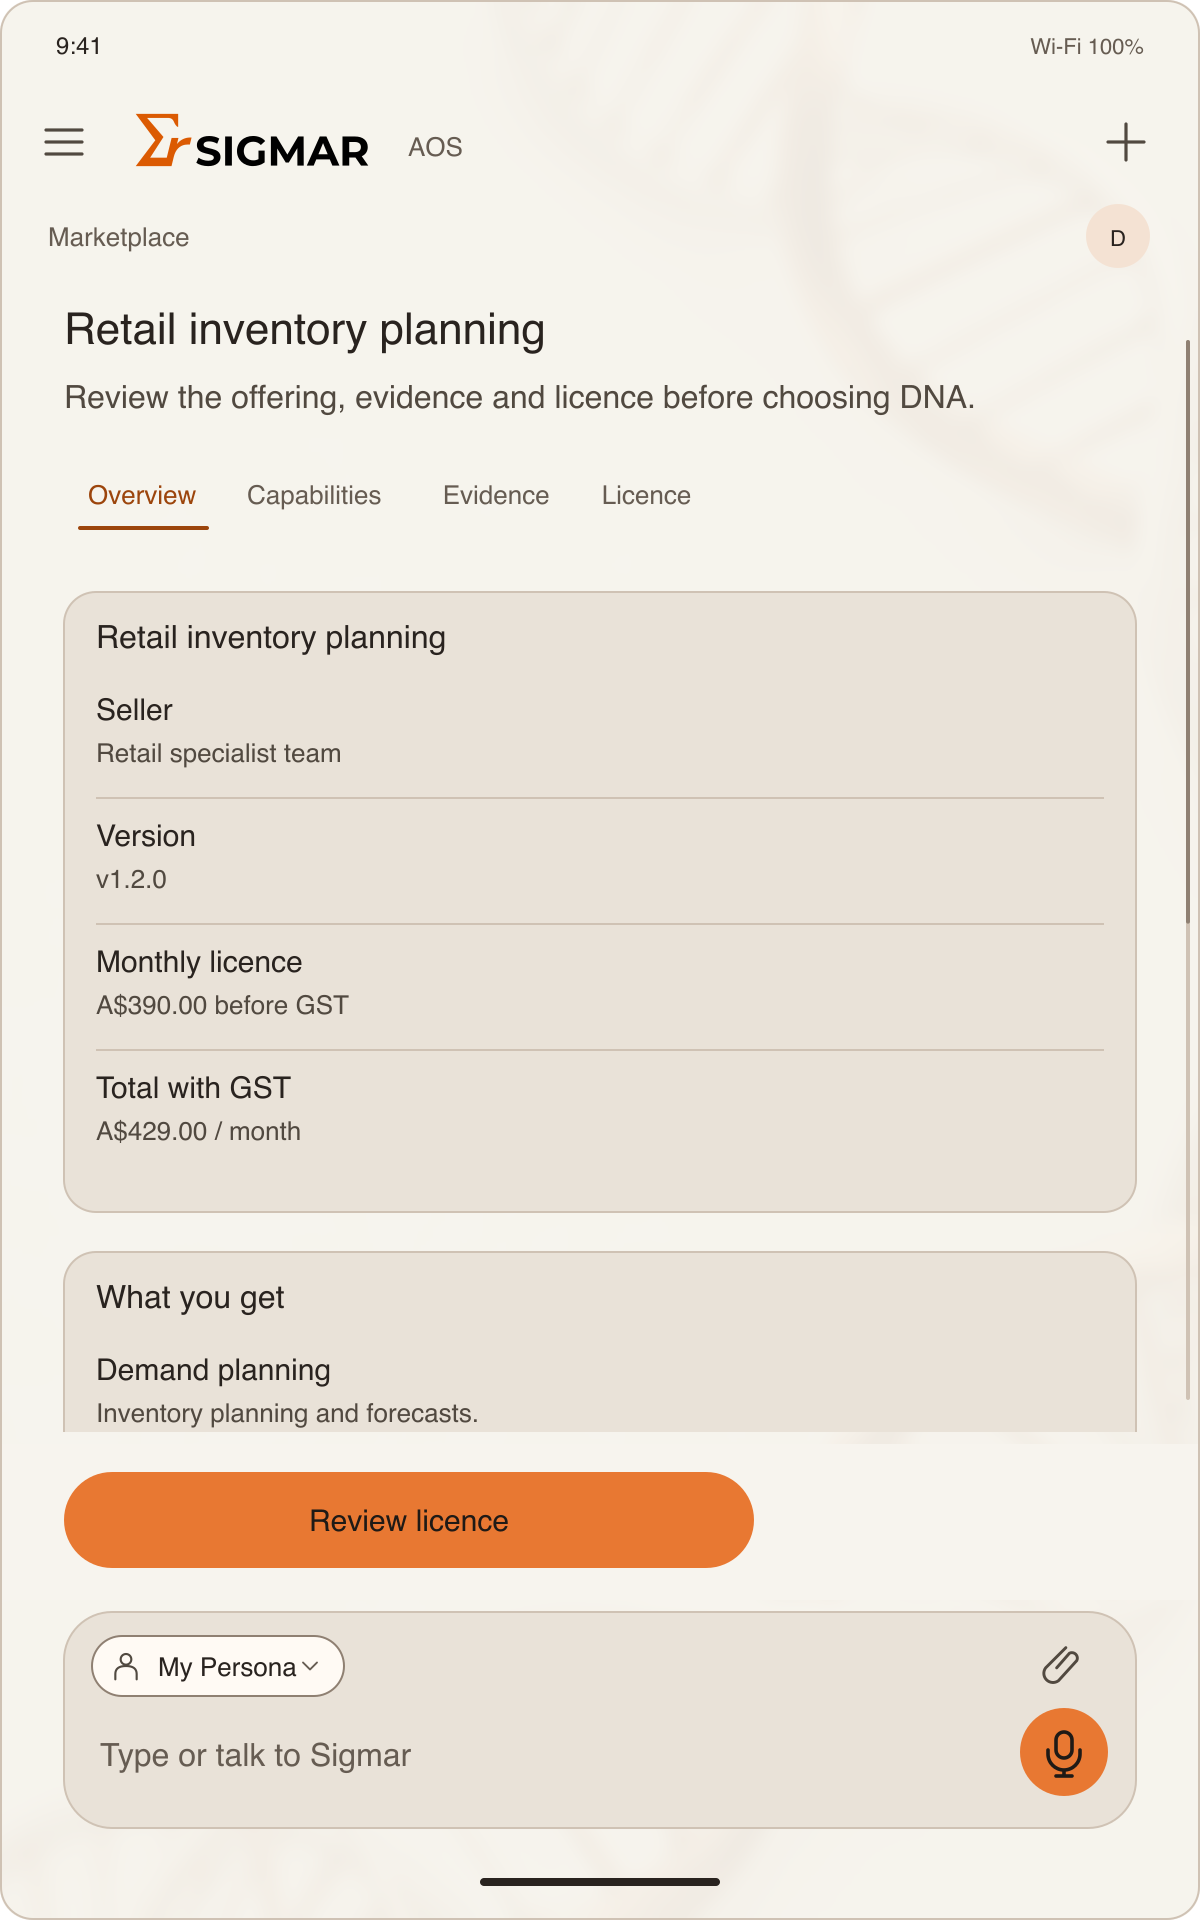 9:41
Wi-Fi 100%
Σr SIGMAR AOS
Marketplace
D
Retail inventory planning
Review the offering, evidence and licence before choosing DNA.
Overview Capabilities Evidence Licence
Retail inventory planning
Seller
Retail specialist team
Version
v1.2.0
Monthly licence
A$390.00 before GST
Total with GST
A$429.00 / month
What you get
Demand planning
Inventory planning and forecasts.
Review licence
My Persona
Type or talk to Sigmar